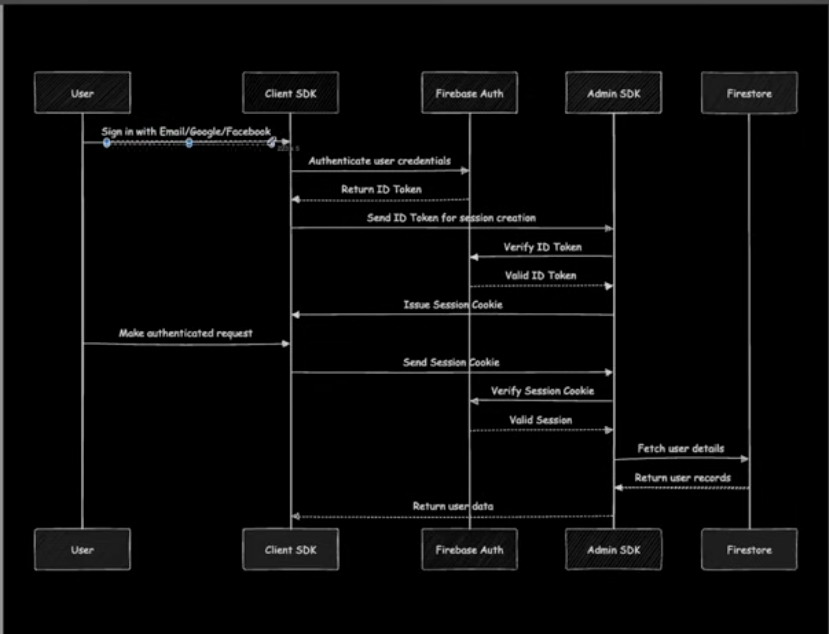 User
Client SDK
Firebase Auth
Admin SDK
Firestore
Sign in with Email/Google/Facebook
Authenticate user credentials
Return ID Token
Send ID Token for session creation
Verify ID Token
Valid ID Token
Issue Session Cookie
Make authenticated request
Send Session Cookie
Verify Session Cookie
Valid Session
Fetch user details
Return user records
Return user data
User
Client SDK
Firebase Auth
Admin SDK
Firestore